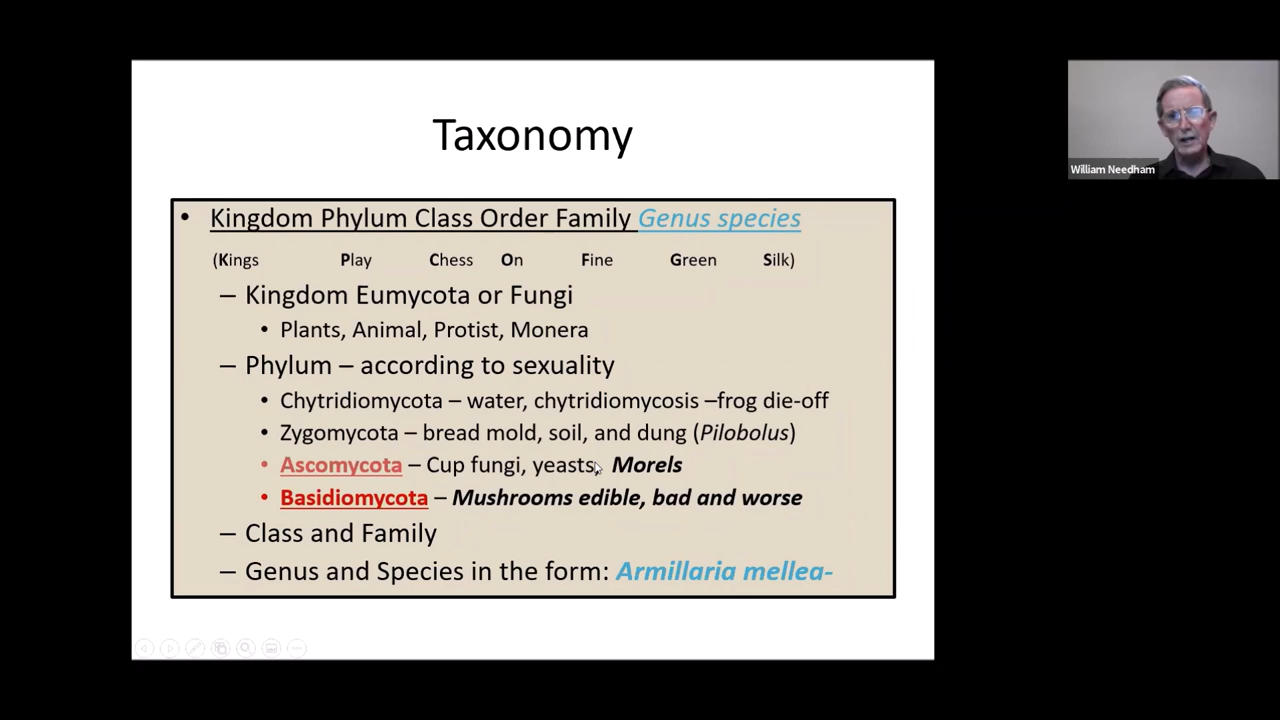 Taxonomy
• Kingdom Phylum Class Order Family Genus species
(Kings Play Chess On Fine Green Silk)
– Kingdom Eumycota or Fungi
• Plants, Animal, Protist, Monera
– Phylum – according to sexuality
• Chytridiomycota – water, chytridiomycosis –frog die-off
• Zygomycota – bread mold, soil, and dung (Pilobolus)
• Ascomycota – Cup fungi, yeasts, Morels
• Basidiomycota – Mushrooms edible, bad and worse
– Class and Family
– Genus and Species in the form: Armillaria mellea-
William Needham